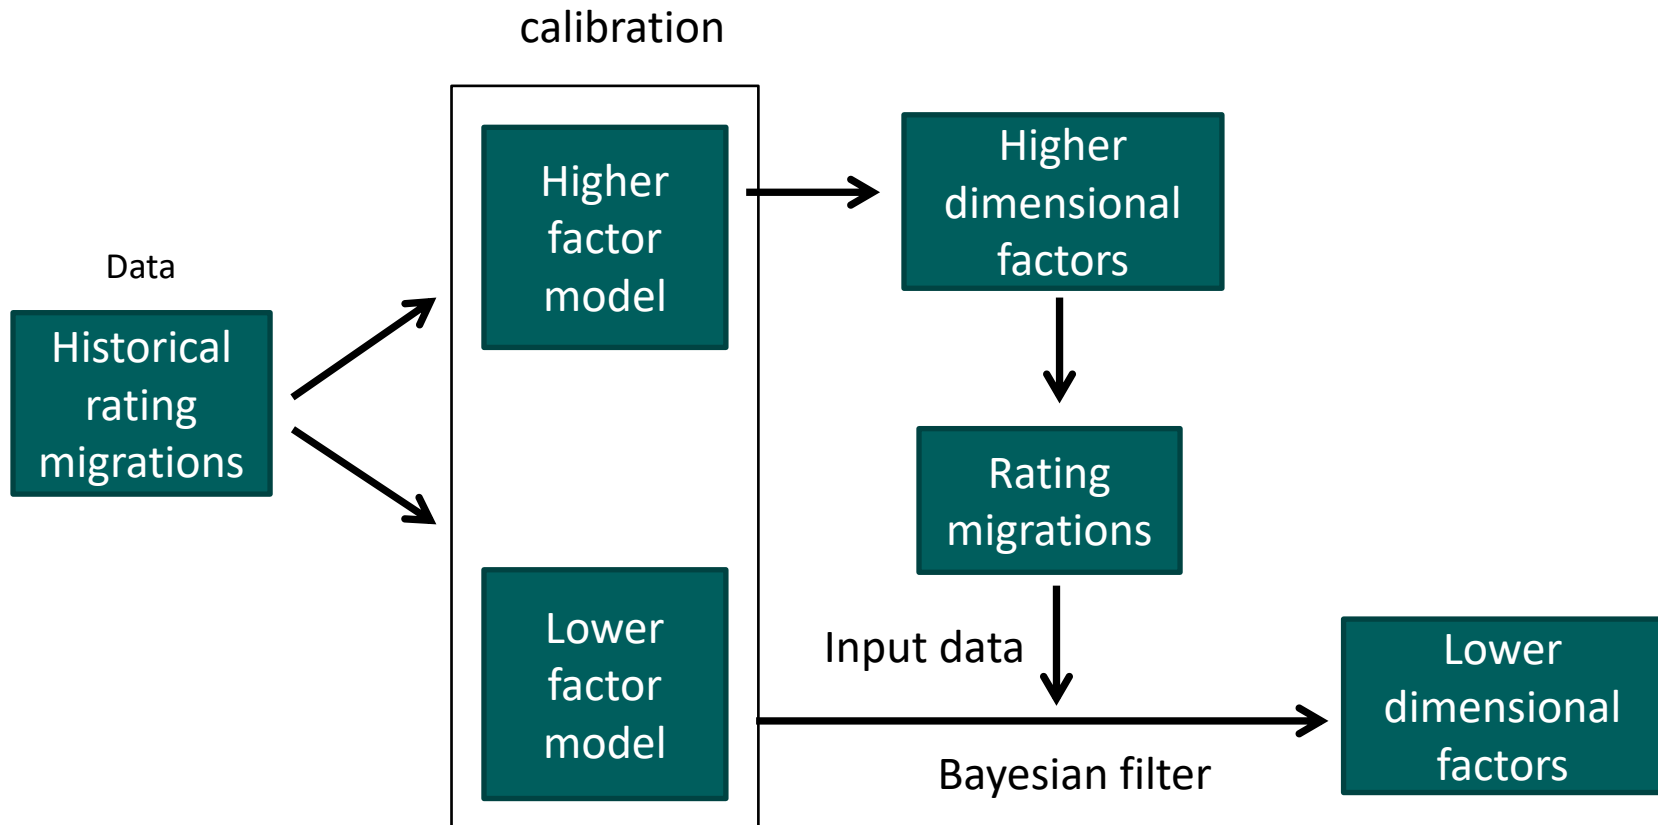 calibration
Data
Historical
rating
migrations
Higher
factor
model
Lower
factor
model
Higher
dimensional
factors
Rating
migrations
Input data
Bayesian filter
Lower
dimensional
factors